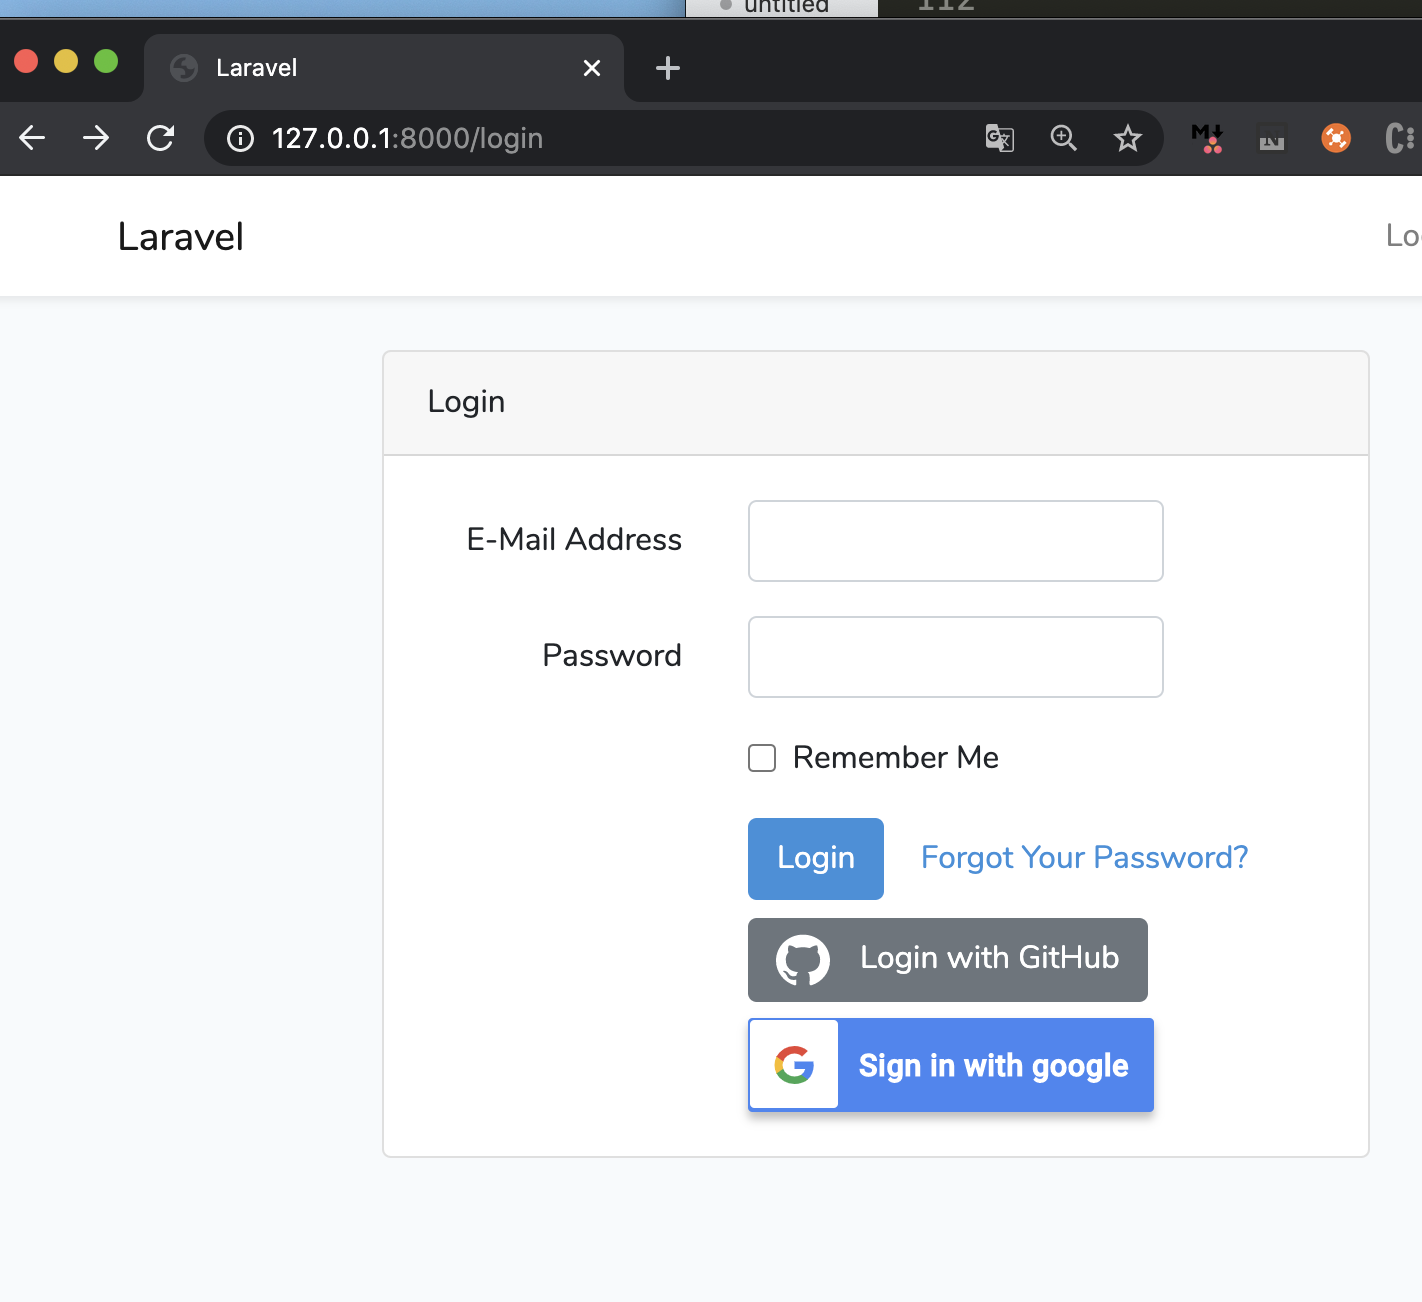 untitled
112
Laravel
127.0.0.1:8000/login
Laravel
Login
E-Mail Address
Password
Remember Me
Login
Forgot Your Password?
Login with GitHub
Sign in with google